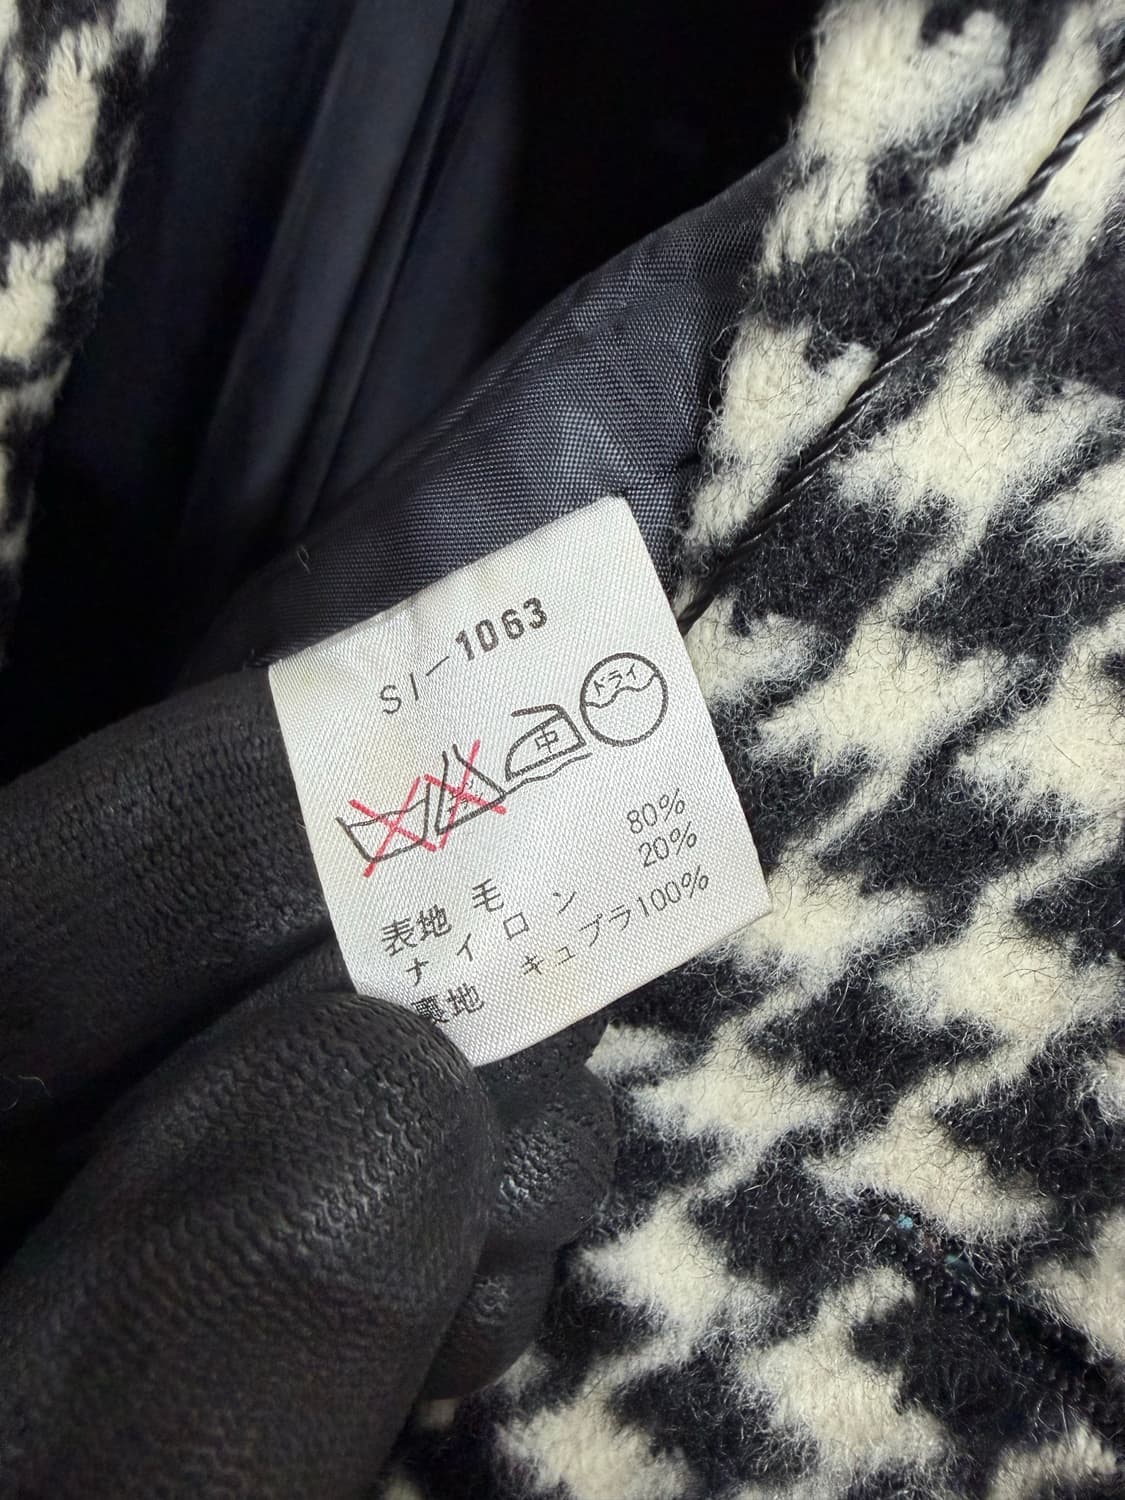 SI-1063
ドライ
中
表地 毛 80%
ナイロン 20%
裏地 キュプラ100%